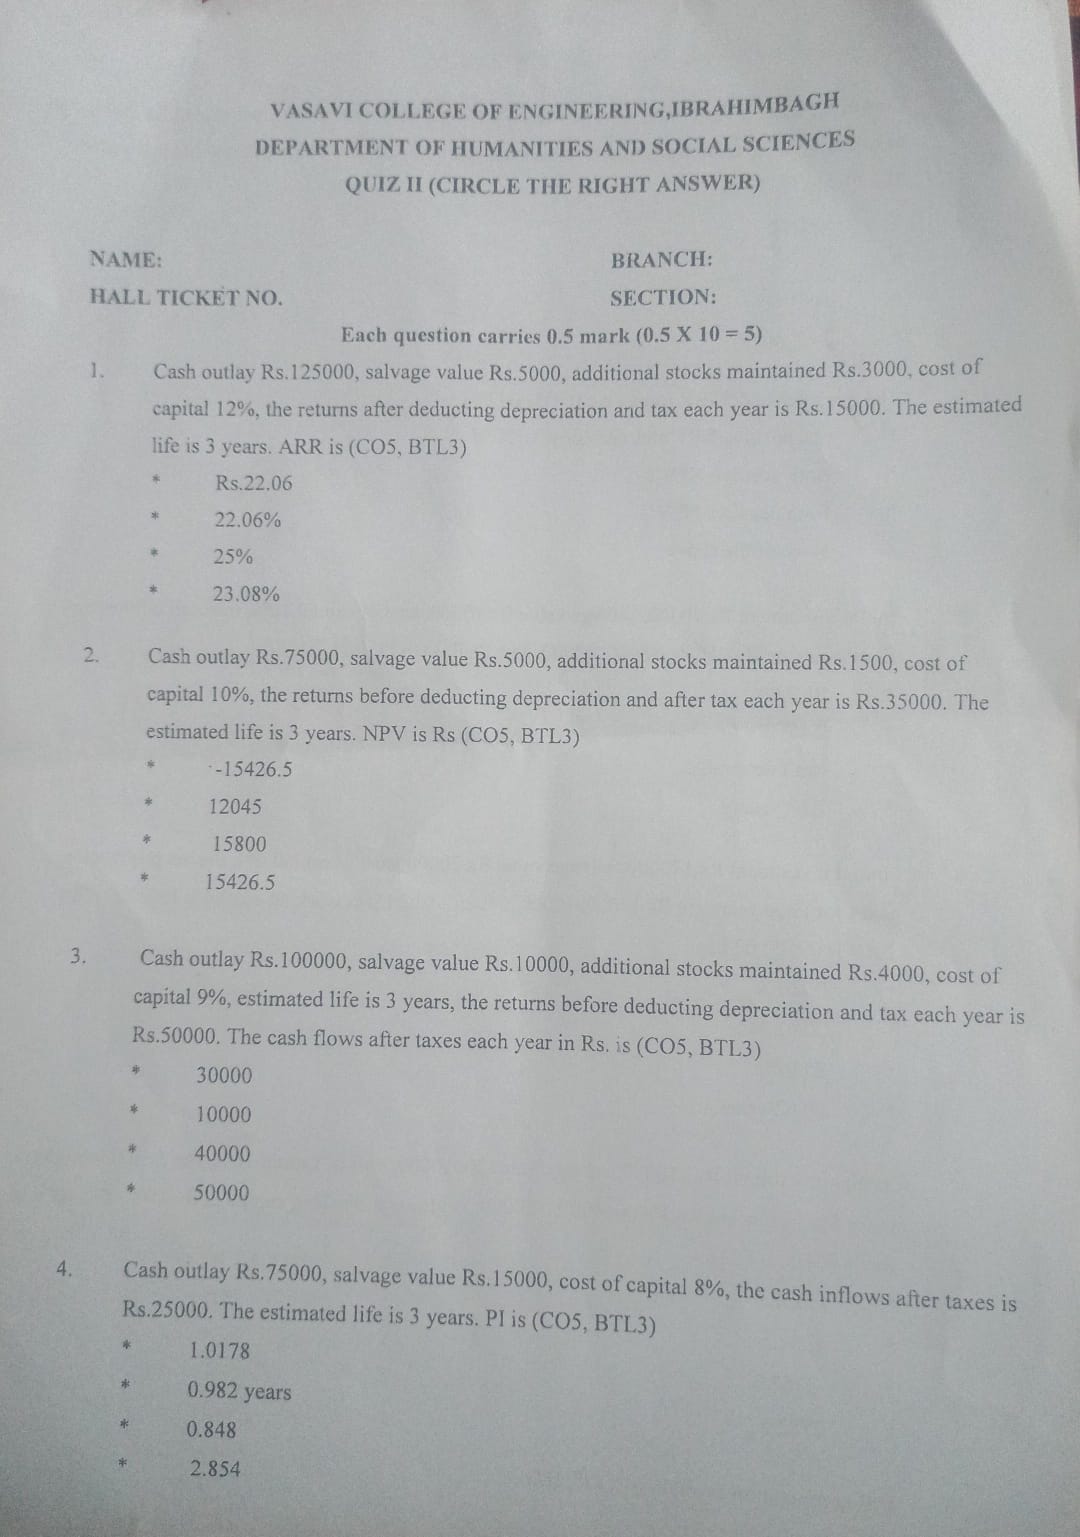 VASAVI COLLEGE OF ENGINEERING,IBRAHIMBAGH
DEPARTMENT OF HUMANITIES AND SOCIAL SCIENCES
QUIZ II (CIRCLE THE RIGHT ANSWER)
NAME: BRANCH:
HALL TICKET NO. SECTION:
Each question carries 0.5 mark (0.5 X 10 = 5)
1. Cash outlay Rs.125000, salvage value Rs.5000, additional stocks maintained Rs.3000, cost of
capital 12%, the returns after deducting depreciation and tax each year is Rs.15000. The estimated
life is 3 years. ARR is (CO5, BTL3)
* Rs.22.06
* 22.06%
* 25%
* 23.08%
2. Cash outlay Rs.75000, salvage value Rs.5000, additional stocks maintained Rs.1500, cost of
capital 10%, the returns before deducting depreciation and after tax each year is Rs.35000. The
estimated life is 3 years. NPV is Rs (CO5, BTL3)
* -15426.5
* 12045
* 15800
* 15426.5
3. Cash outlay Rs.100000, salvage value Rs.10000, additional stocks maintained Rs.4000, cost of
capital 9%, estimated life is 3 years, the returns before deducting depreciation and tax each year is
Rs.50000. The cash flows after taxes each year in Rs. is (CO5, BTL3)
* 30000
* 10000
* 40000
* 50000
4. Cash outlay Rs.75000, salvage value Rs.15000, cost of capital 8%, the cash inflows after taxes is
Rs.25000. The estimated life is 3 years. PI is (CO5, BTL3)
* 1.0178
* 0.982 years
* 0.848
* 2.854